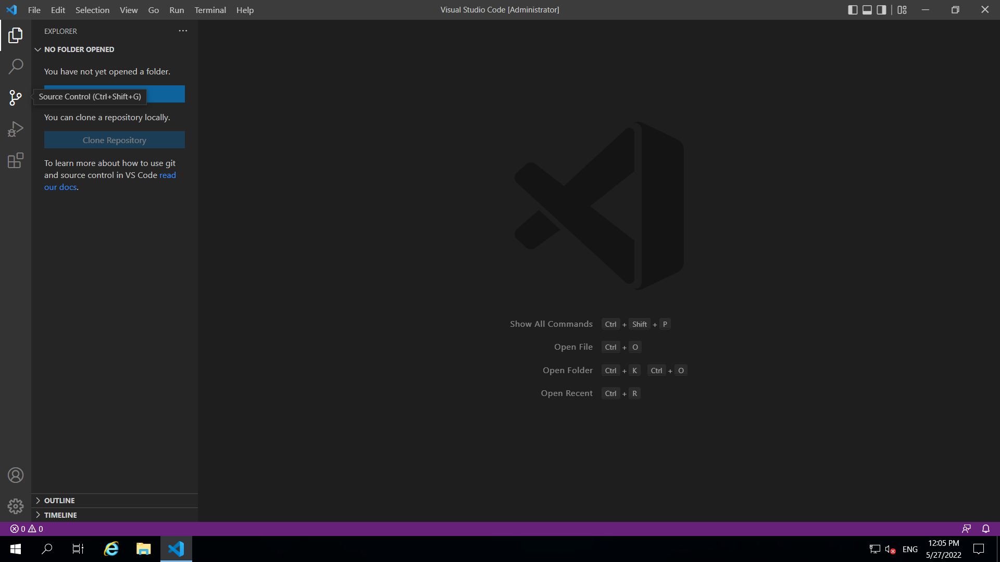 File Edit Selection View Go Run Terminal Help
Visual Studio Code [Administrator]
EXPLORER
NO FOLDER OPENED
You have not yet opened a folder.
Source Control (Ctrl+Shift+G)
You can clone a repository locally.
Clone Repository
To learn more about how to use git
and source control in VS Code read
our docs.
Show All Commands Ctrl + Shift + P
Open File Ctrl + O
Open Folder Ctrl + K Ctrl + O
Open Recent Ctrl + R
OUTLINE
TIMELINE
0 0
ENG
12:05 PM
5/27/2022